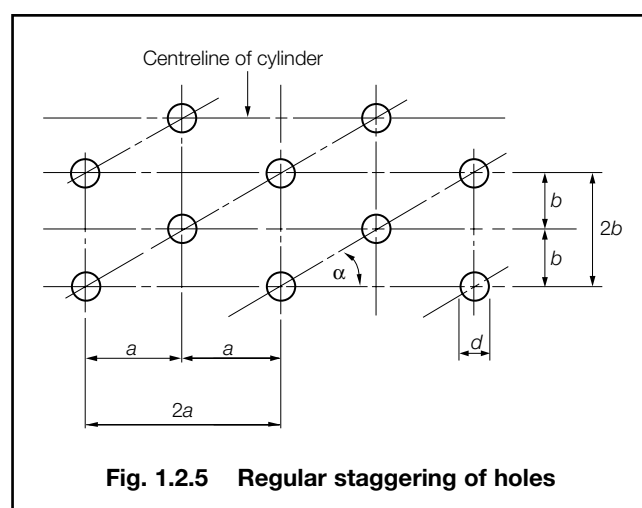 Centreline of cylinder
b
2b
b
α
a
a
d
2a
Fig. 1.2.5 Regular staggering of holes